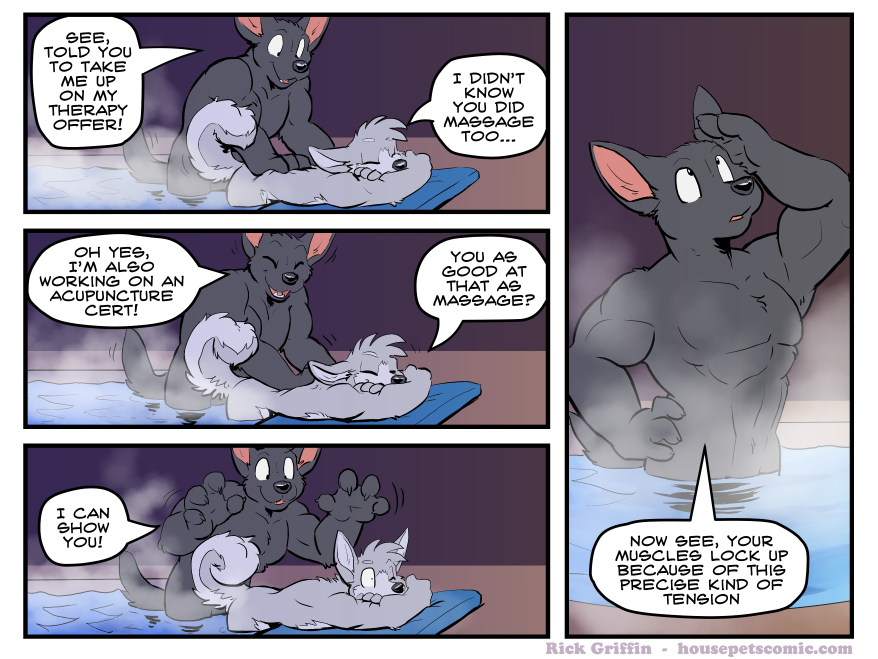 SEE,
TOLD YOU
TO TAKE
ME UP
ON MY
THERAPY
OFFER!
I DIDN'T
KNOW
YOU DID
MASSAGE
TOO...
OH YES,
I'M ALSO
WORKING ON AN
ACUPUNCTURE
CERT!
YOU AS
GOOD AT
THAT AS
MASSAGE?
I CAN
SHOW
YOU!
NOW SEE, YOUR
MUSCLES LOCK UP
BECAUSE OF THIS
PRECISE KIND OF
TENSION
Rick Griffin - housepetscomic.com